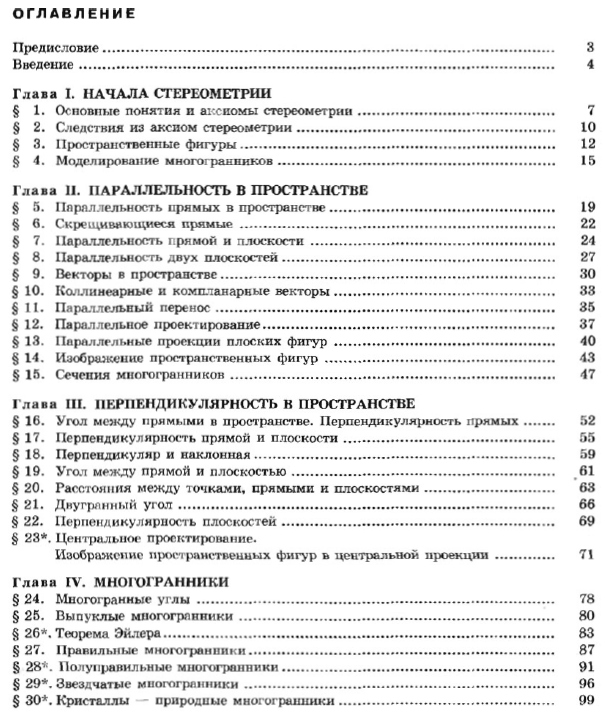 ОГЛАВЛЕНИЕ
Предисловие 3
Введение 4
Глава I. НАЧАЛА СТЕРЕОМЕТРИИ
§ 1. Основные понятия и аксиомы стереометрии 7
§ 2. Следствия из аксиом стереометрии 10
§ 3. Пространственные фигуры 12
§ 4. Моделирование многогранников 15
Глава II. ПАРАЛЛЕЛЬНОСТЬ В ПРОСТРАНСТВЕ
§ 5. Параллельность прямых в пространстве 19
§ 6. Скрещивающиеся прямые 22
§ 7. Параллельность прямой и плоскости 24
§ 8. Параллельность двух плоскостей 27
§ 9. Векторы в пространстве 30
§ 10. Коллинеарные и компланарные векторы 33
§ 11. Параллельный перенос 35
§ 12. Параллельное проектирование 37
§ 13. Параллельные проекции плоских фигур 40
§ 14. Изображение пространственных фигур 43
§ 15. Сечения многогранников 47
Глава III. ПЕРПЕНДИКУЛЯРНОСТЬ В ПРОСТРАНСТВЕ
§ 16. Угол между прямыми в пространстве. Перпендикулярность прямых 52
§ 17. Перпендикулярность прямой и плоскости 55
§ 18. Перпендикуляр и наклонная 59
§ 19. Угол между прямой и плоскостью 61
§ 20. Расстояния между точками, прямыми и плоскостями 63
§ 21. Двугранный угол 66
§ 22. Перпендикулярность плоскостей 69
§ 23*. Центральное проектирование.
Изображение пространственных фигур в центральной проекции 71
Глава IV. МНОГОГРАННИКИ
§ 24. Многогранные углы 78
§ 25. Выпуклые многогранники 80
§ 26*. Теорема Эйлера 83
§ 27. Правильные многогранники 87
§ 28*. Полуправильные многогранники 91
§ 29*. Звездчатые многогранники 96
§ 30*. Кристаллы — природные многогранники 99